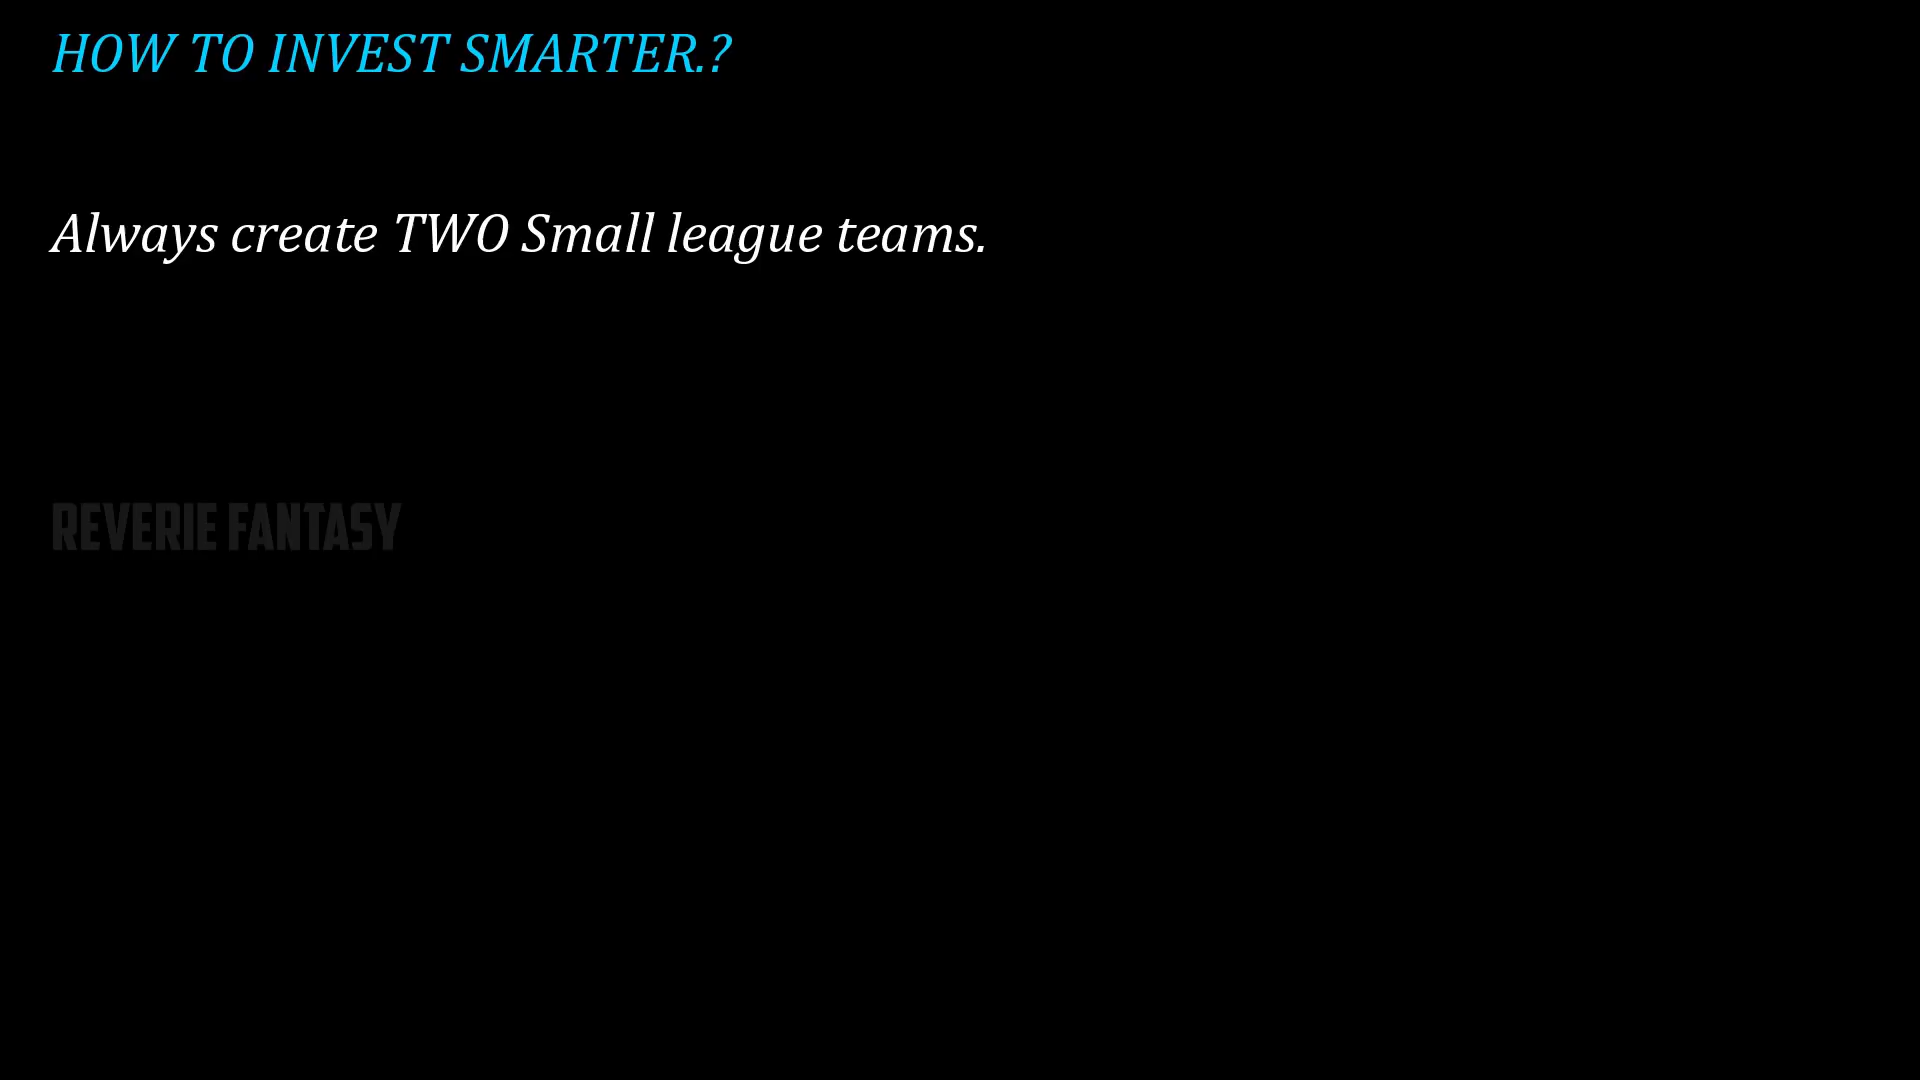 HOW TO INVEST SMARTER.?
Always create TWO Small league teams.
REVERIE FANTASY